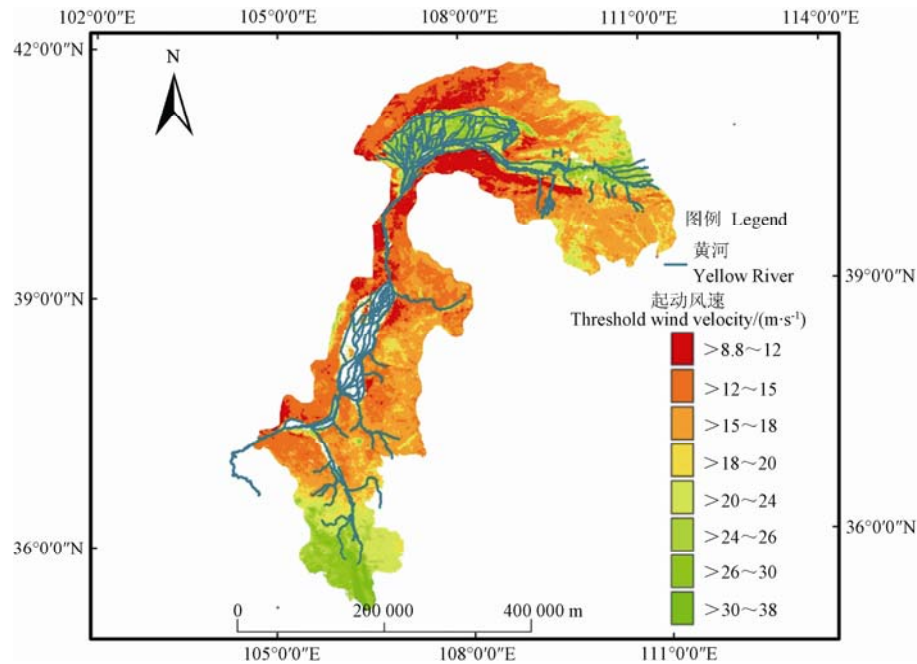 102°0′0″E 105°0′0″E 108°0′0″E 111°0′0″E 114°0′0″E
42°0′0″N
N
图例 Legend
黄河
Yellow River
39°0′0″N
39°0′0″N
起动风速
Threshold wind velocity/(m·s⁻¹)
>8.8～12
>12～15
>15～18
>18～20
>20～24
>24～26
>26～30
>30～38
36°0′0″N
36°0′0″N
0 200 000 400 000 m
105°0′0″E 108°0′0″E 111°0′0″E